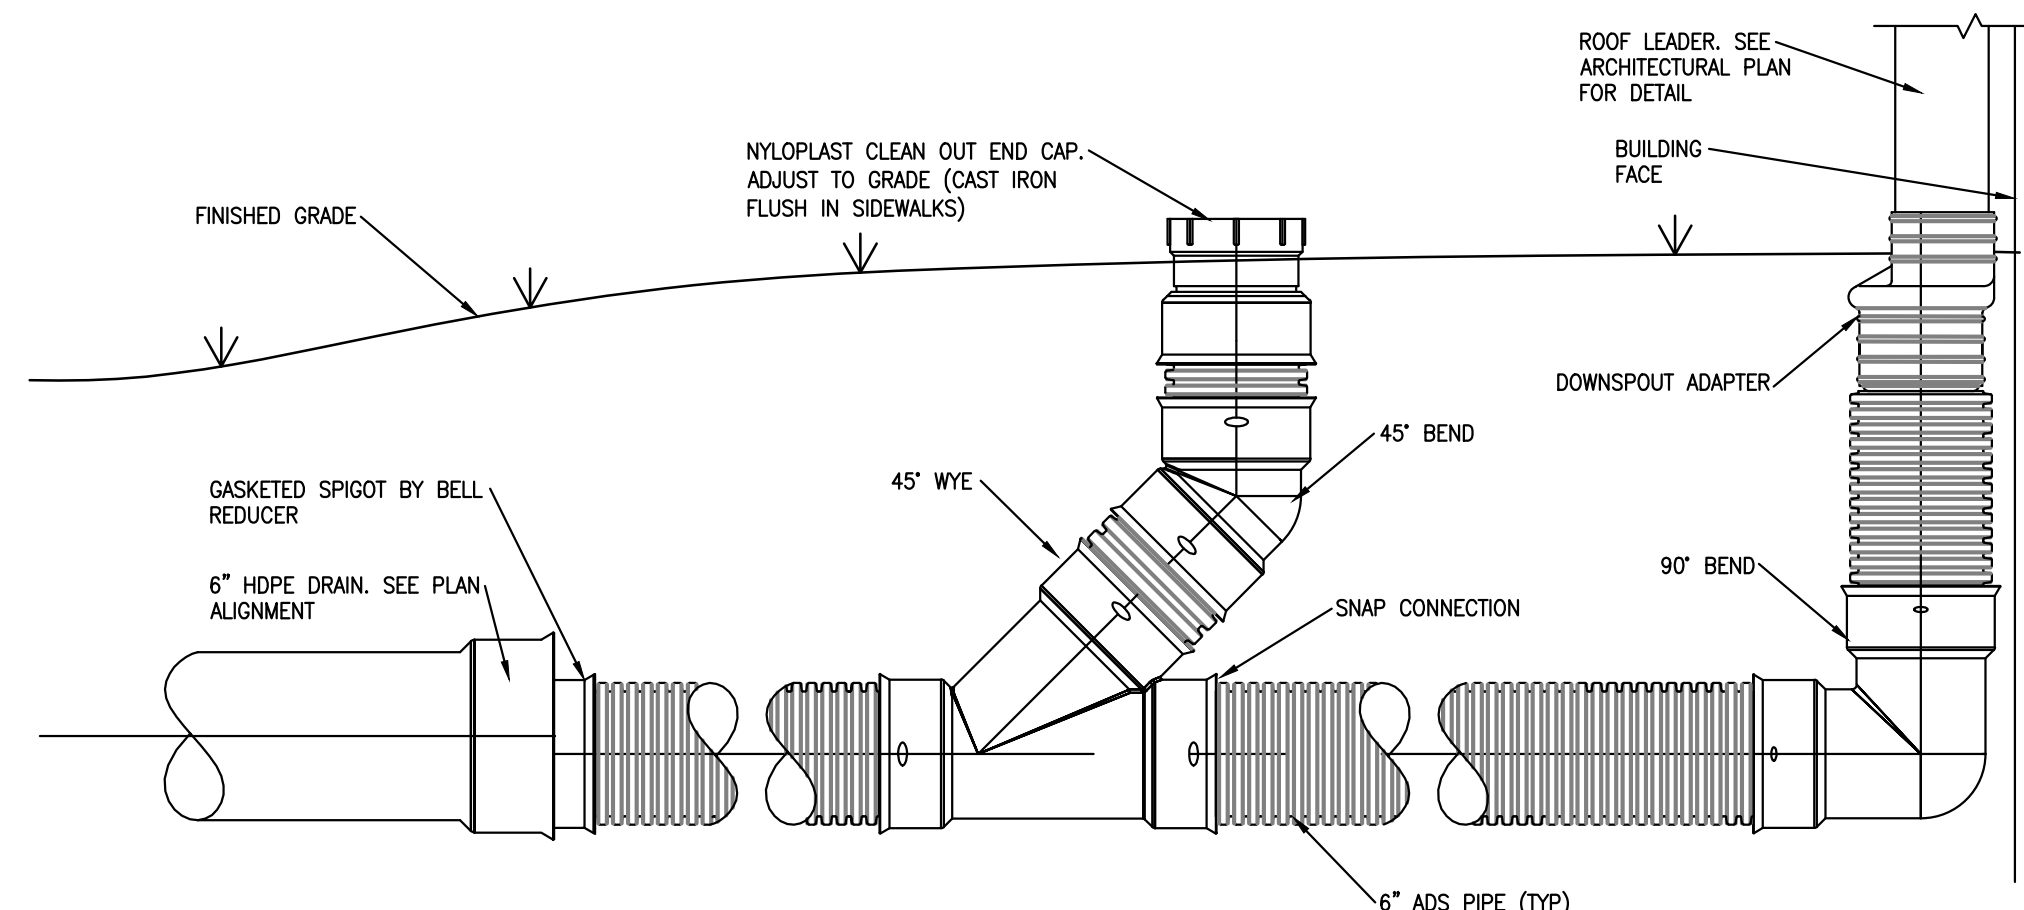 ROOF LEADER. SEE
ARCHITECTURAL PLAN
FOR DETAIL
BUILDING
FACE
NYLOPLAST CLEAN OUT END CAP.
ADJUST TO GRADE (CAST IRON
FLUSH IN SIDEWALKS)
FINISHED GRADE
DOWNSPOUT ADAPTER
45° BEND
45° WYE
GASKETED SPIGOT BY BELL
REDUCER
90° BEND
6" HDPE DRAIN. SEE PLAN
ALIGNMENT
SNAP CONNECTION
6" ADS PIPE (TYP)